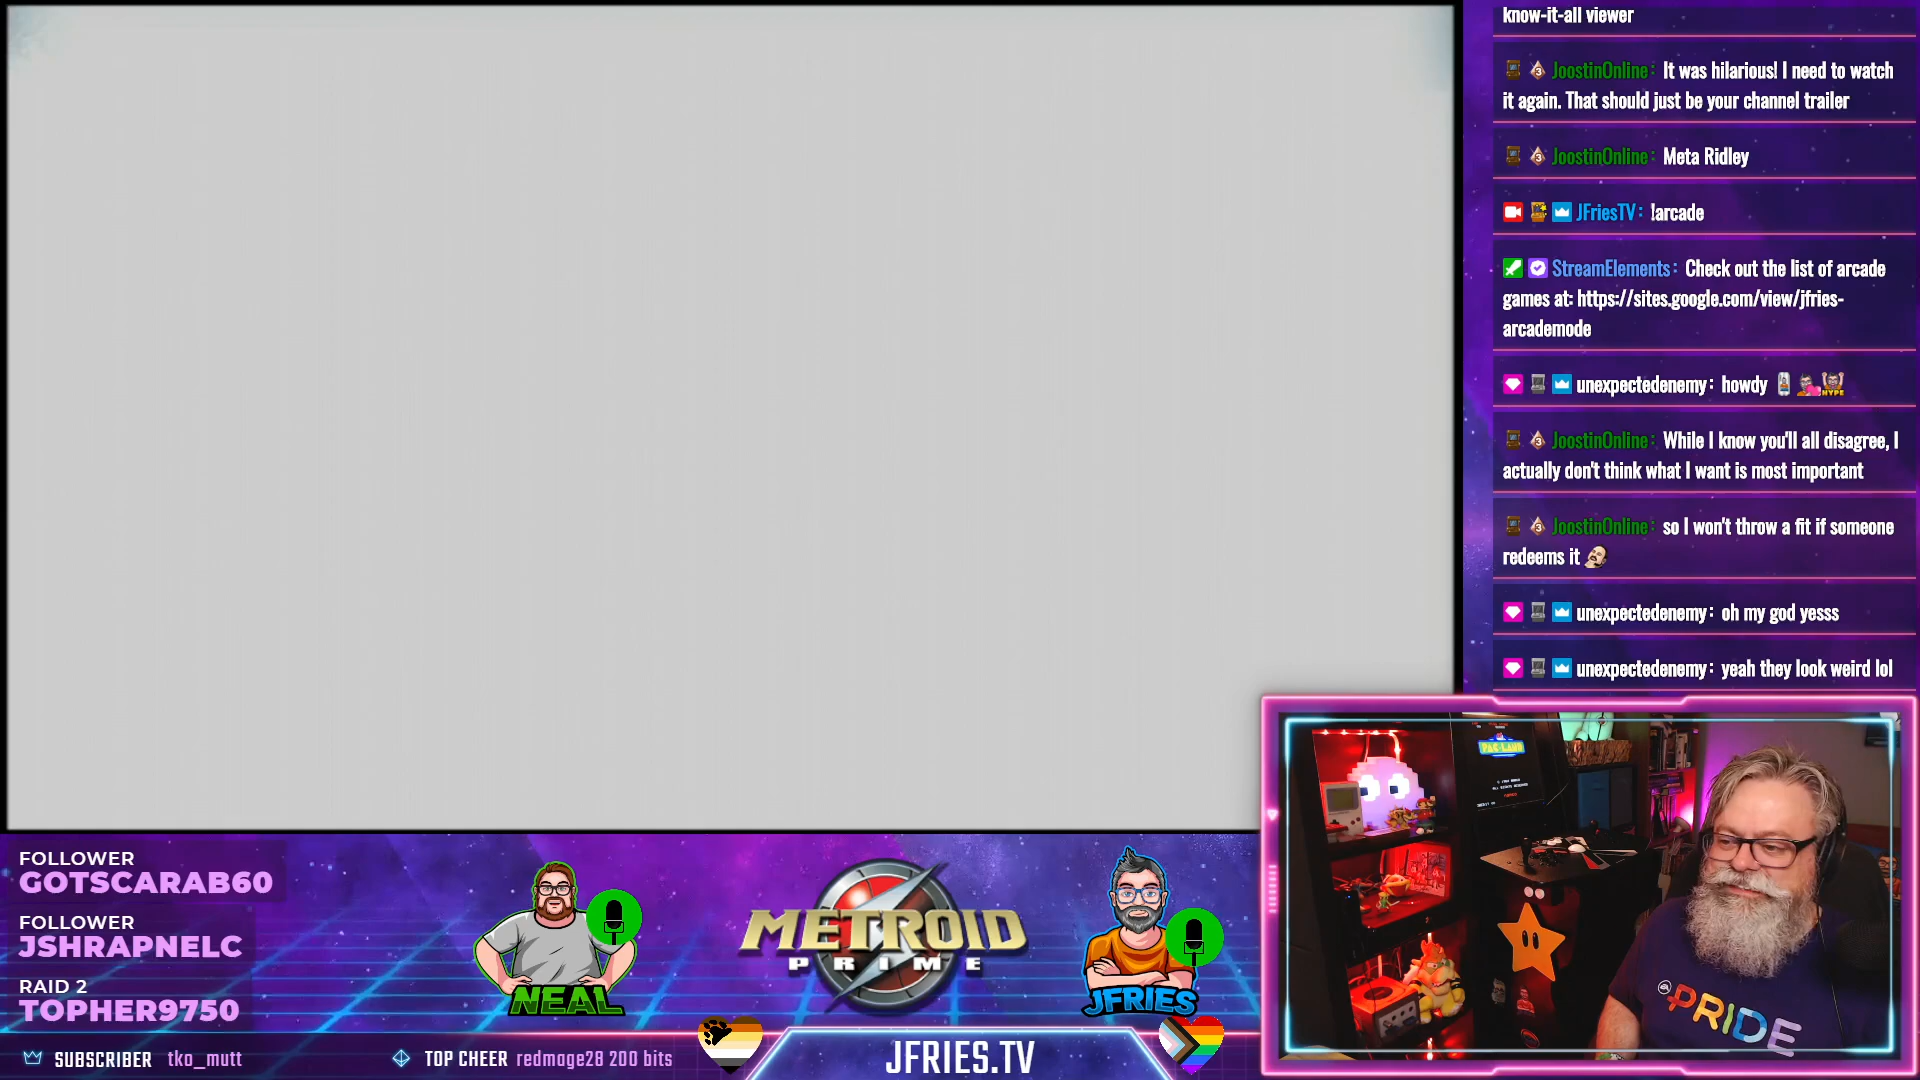 know-it-all viewer
JoostinOnline: It was hilarious! I need to watch
it again. That should just be your channel trailer
JoostinOnline: Meta Ridley
JFriesTV: !arcade
StreamElements: Check out the list of arcade
games at: https://sites.google.com/view/jfries-
arcademode
unexpectedenemy: howdy HYPE
JoostinOnline: While I know you'll all disagree, I
actually don't think what I want is most important
JoostinOnline: so I won't throw a fit if someone
redeems it
unexpectedenemy: oh my god yesss
unexpectedenemy: yeah they look weird lol
PAC-LAND
PRIDE
FOLLOWER
GOTSCARAB60
FOLLOWER
JSHRAPNELC
RAID 2
TOPHER9750
NEAL
METROID
PRIME
JFRIES
SUBSCRIBER tko_mutt
TOP CHEER redmage28 200 bits
JFRIES.TV